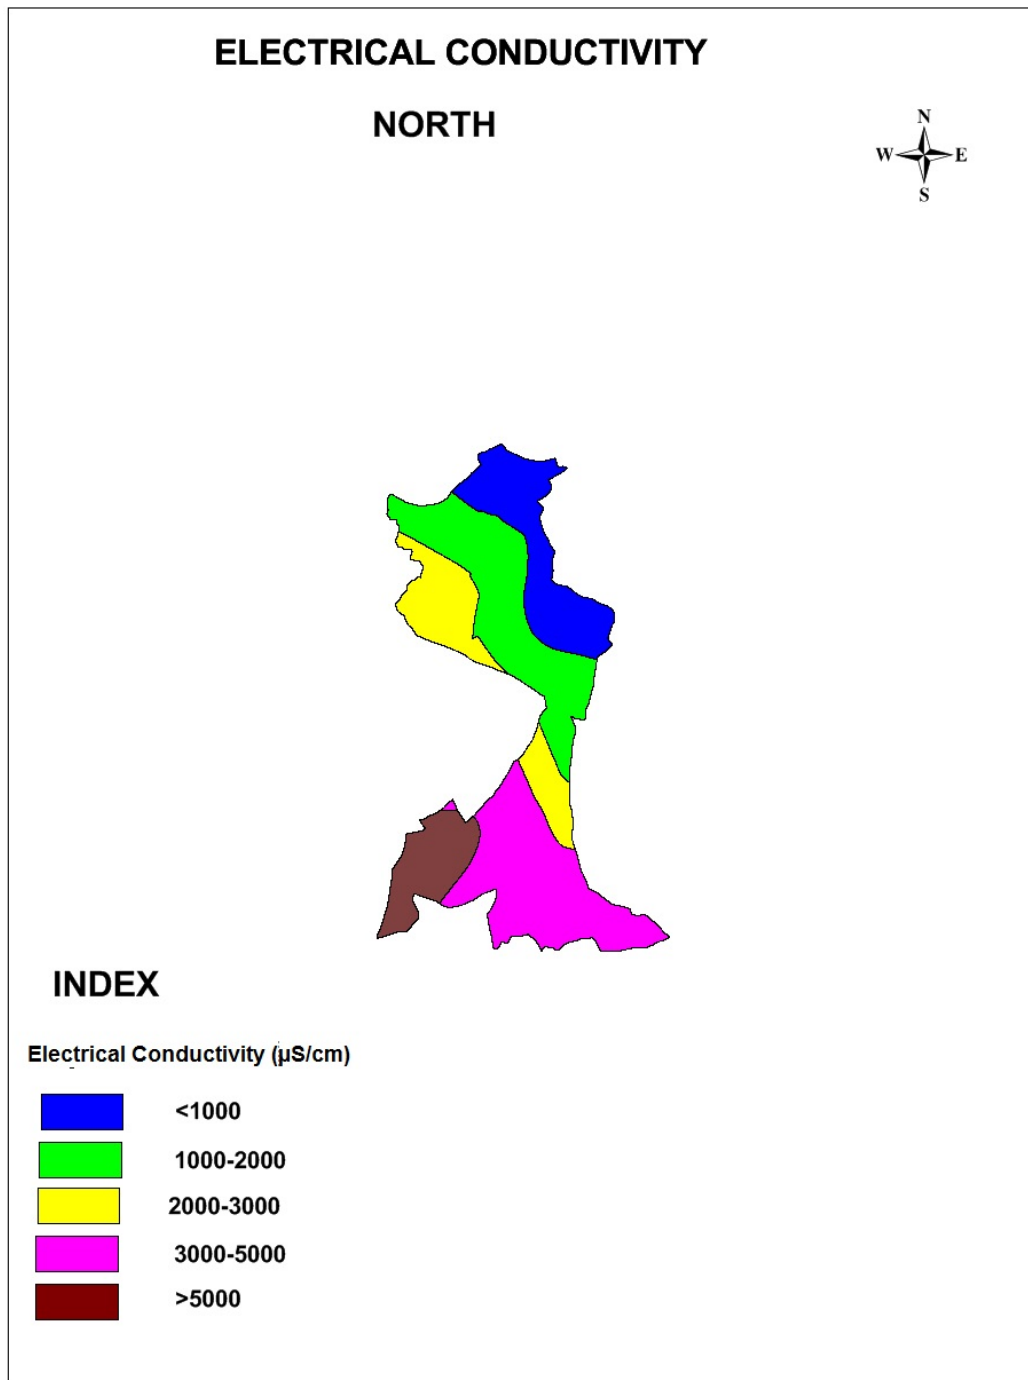 ELECTRICAL CONDUCTIVITY
NORTH
N
W E
S
INDEX
Electrical Conductivity (µS/cm)
<1000
1000-2000
2000-3000
3000-5000
>5000